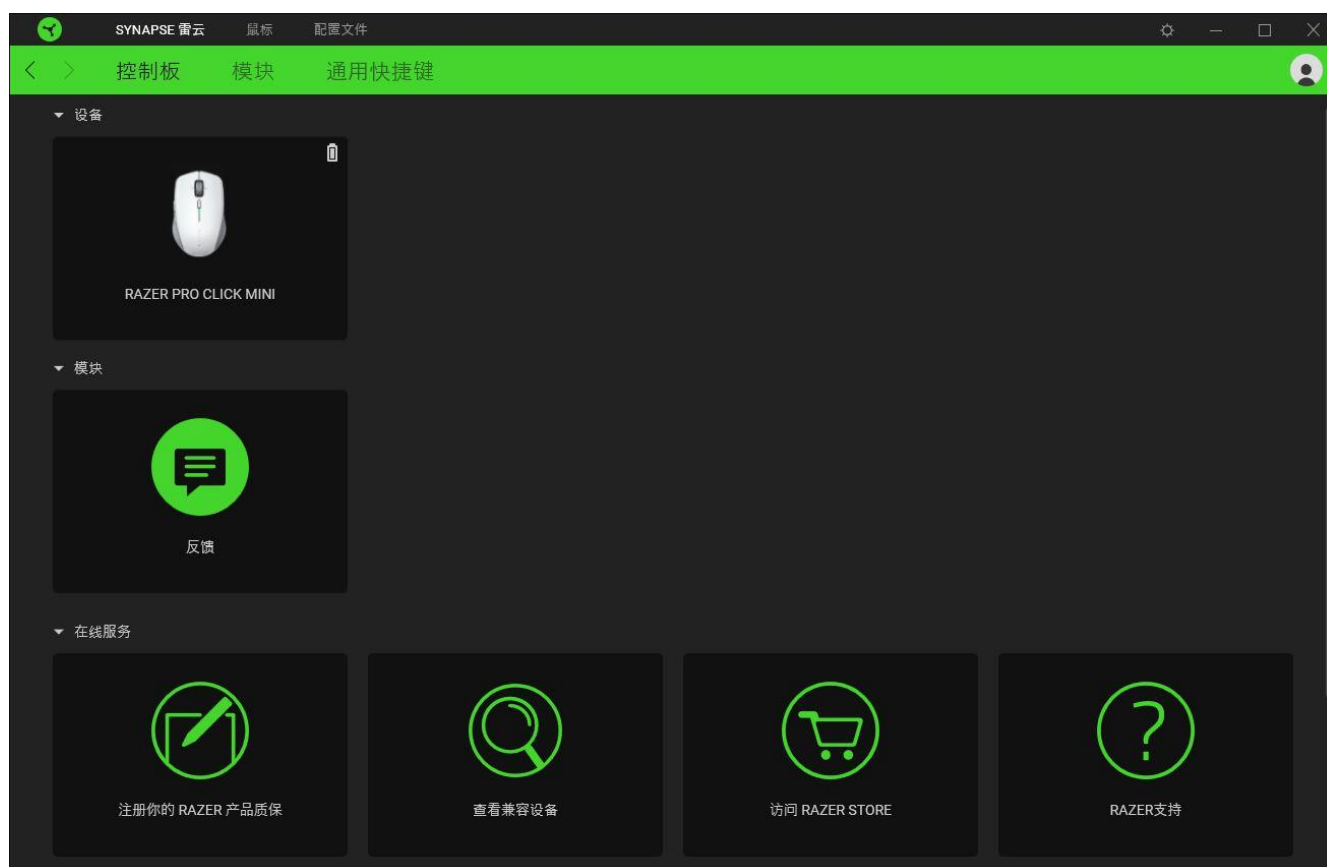 SYNAPSE 雷云 鼠标 配置文件
控制板 模块 通用快捷键
设备
RAZER PRO CLICK MINI
模块
反馈
在线服务
注册你的 RAZER 产品质保 查看兼容设备 访问 RAZER STORE RAZER支持